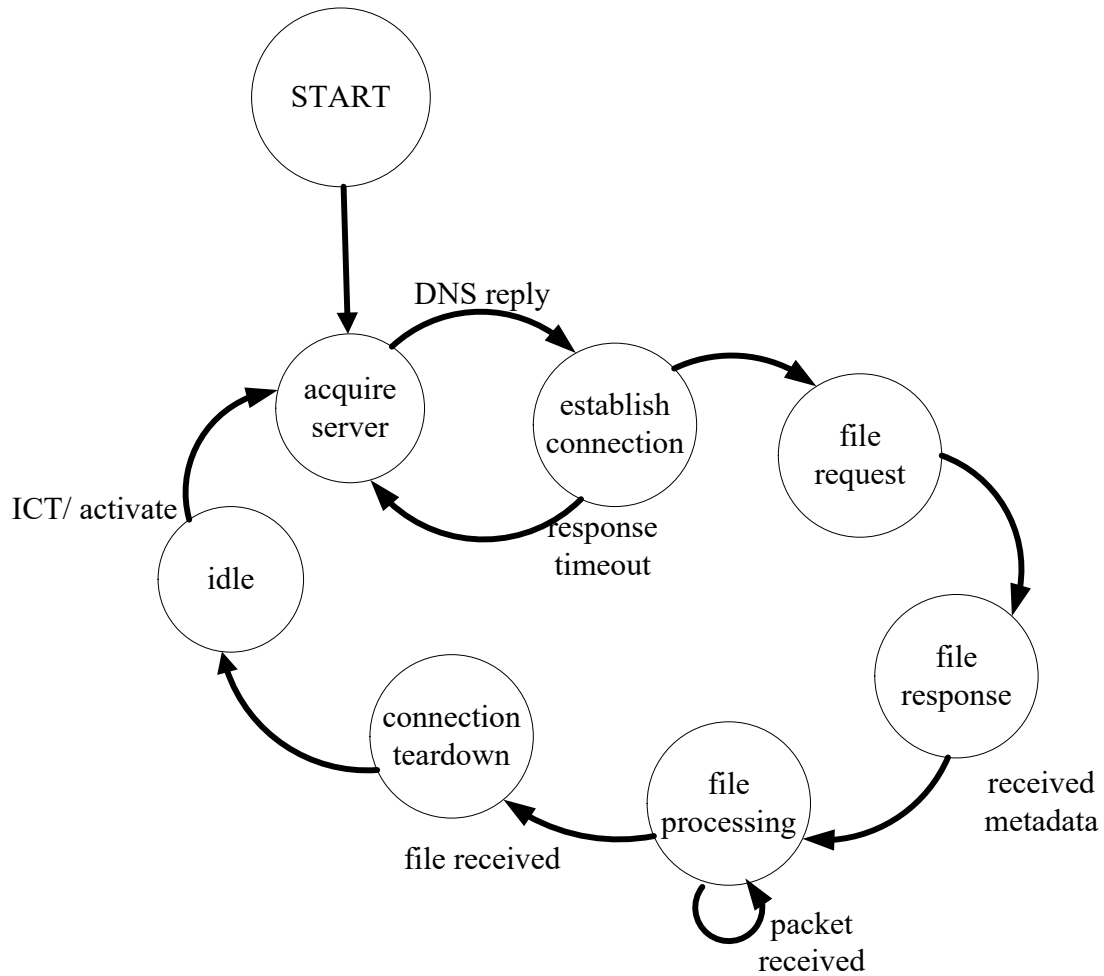 START
DNS reply
acquire
server
establish
connection
file
request
ICT/ activate
response
timeout
idle
file
response
connection
teardown
file
processing
received
metadata
file received
packet
received